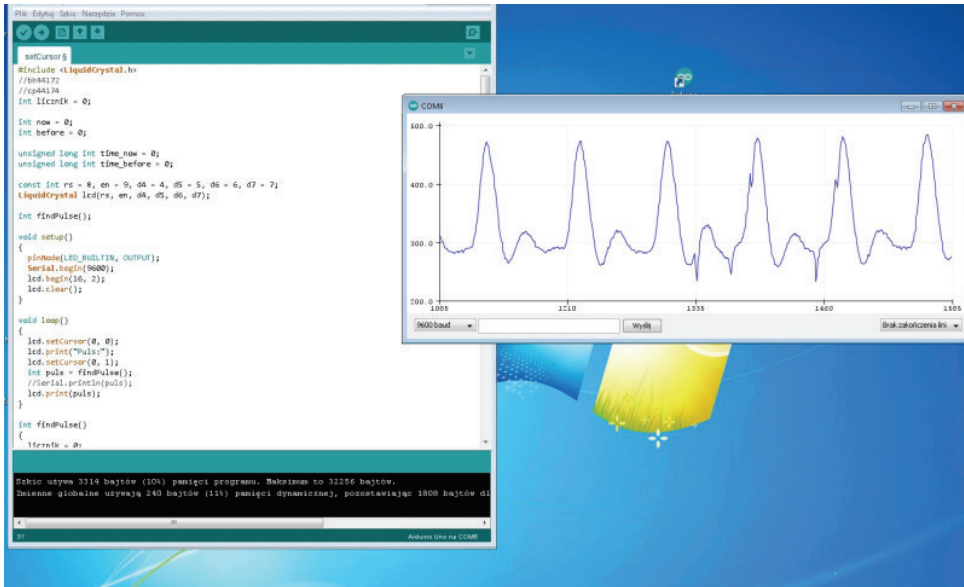 Plik Edytuj Szkic Narzędzia Pomoc
setCursor §
#include <LiquidCrystal.h>
//bk44172
//cp44174
int licznik = 0;
int now = 0;
int before = 0;
unsigned long int time_now = 0;
unsigned long int time_before = 0;
const int rs = 8, en = 9, d4 = 4, d5 = 5, d6 = 6, d7 = 7;
LiquidCrystal lcd(rs, en, d4, d5, d6, d7);
int findPulse();
void setup()
{
pinMode(LED_BUILTIN, OUTPUT);
Serial.begin(9600);
lcd.begin(16, 2);
lcd.clear();
}
void loop()
{
lcd.setCursor(0, 0);
lcd.print("Puls:");
lcd.setCursor(0, 1);
int puls = findPulse();
//Serial.println(puls);
lcd.print(puls);
}
int findPulse()
{
licznik = 0;
Szkic używa 3314 bajtów (10%) pamięci programu. Maksimum to 32256 bajtów.
Zmienne globalne używają 240 bajtów (11%) pamięci dynamicznej, pozostawiając 1808 bajtów dl
31
Arduino Uno na COM6
COM6
500.0
400.0
300.0
200.0
1210
1335
1460
9600 baud
Wyślij
Brak zakończenia lini